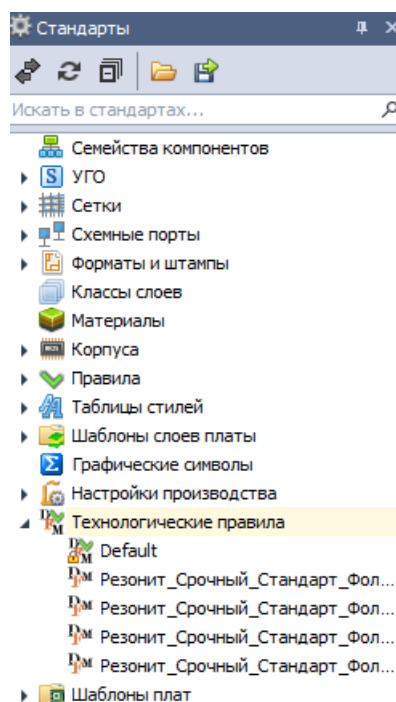 Стандарты
Искать в стандартах...
Семейства компонентов
УГО
Сетки
Схемные порты
Форматы и штампы
Классы слоев
Материалы
Корпуса
Правила
Таблицы стилей
Шаблоны слоев платы
Графические символы
Настройки производства
Технологические правила
Default
Резонит_Срочный_Стандарт_Фол...
Резонит_Срочный_Стандарт_Фол...
Резонит_Срочный_Стандарт_Фол...
Резонит_Срочный_Стандарт_Фол...
Шаблоны плат